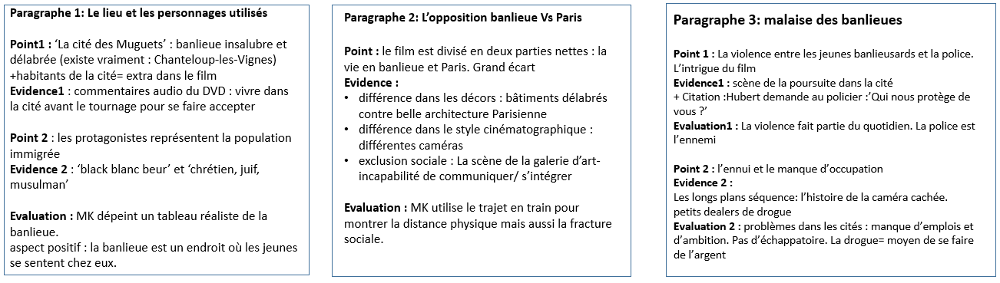 Paragraphe 1: Le lieu et les personnages utilisés
Point1 : ‘La cité des Muguets’ : banlieue insalubre et
délabrée (existe vraiment : Chanteloup-les-Vignes)
+habitants de la cité= extra dans le film
Evidence1 : commentaires audio du DVD : vivre dans
la cité avant le tournage pour se faire accepter
Point 2 : les protagonistes représentent la population
immigrée
Evidence 2 : ‘black blanc beur’ et ‘chrétien, juif,
musulman’
Evaluation : MK dépeint un tableau réaliste de la
banlieue.
aspect positif : la banlieue est un endroit où les jeunes
se sentent chez eux.
Paragraphe 2: L’opposition banlieue Vs Paris
Point : le film est divisé en deux parties nettes : la
vie en banlieue et Paris. Grand écart
Evidence :
• différence dans les décors : bâtiments délabrés
contre belle architecture Parisienne
• différence dans le style cinématographique :
différentes caméras
• exclusion sociale : La scène de la galerie d’art-
incapabilité de communiquer/ s’intégrer
Evaluation : MK utilise le trajet en train pour
montrer la distance physique mais aussi la fracture
sociale.
Paragraphe 3: malaise des banlieues
Point 1 : La violence entre les jeunes banlieusards et la police.
L’intrigue du film
Evidence1 : scène de la poursuite dans la cité
+ Citation :Hubert demande au policier :’Qui nous protège de
vous ?’
Evaluation1 : La violence fait partie du quotidien. La police est
l’ennemi
Point 2 : l’ennui et le manque d’occupation
Evidence 2 :
Les longs plans séquence: l’histoire de la caméra cachée.
petits dealers de drogue
Evaluation 2 : problèmes dans les cités : manque d’emplois et
d’ambition. Pas d’échappatoire. La drogue= moyen de se faire
de l’argent